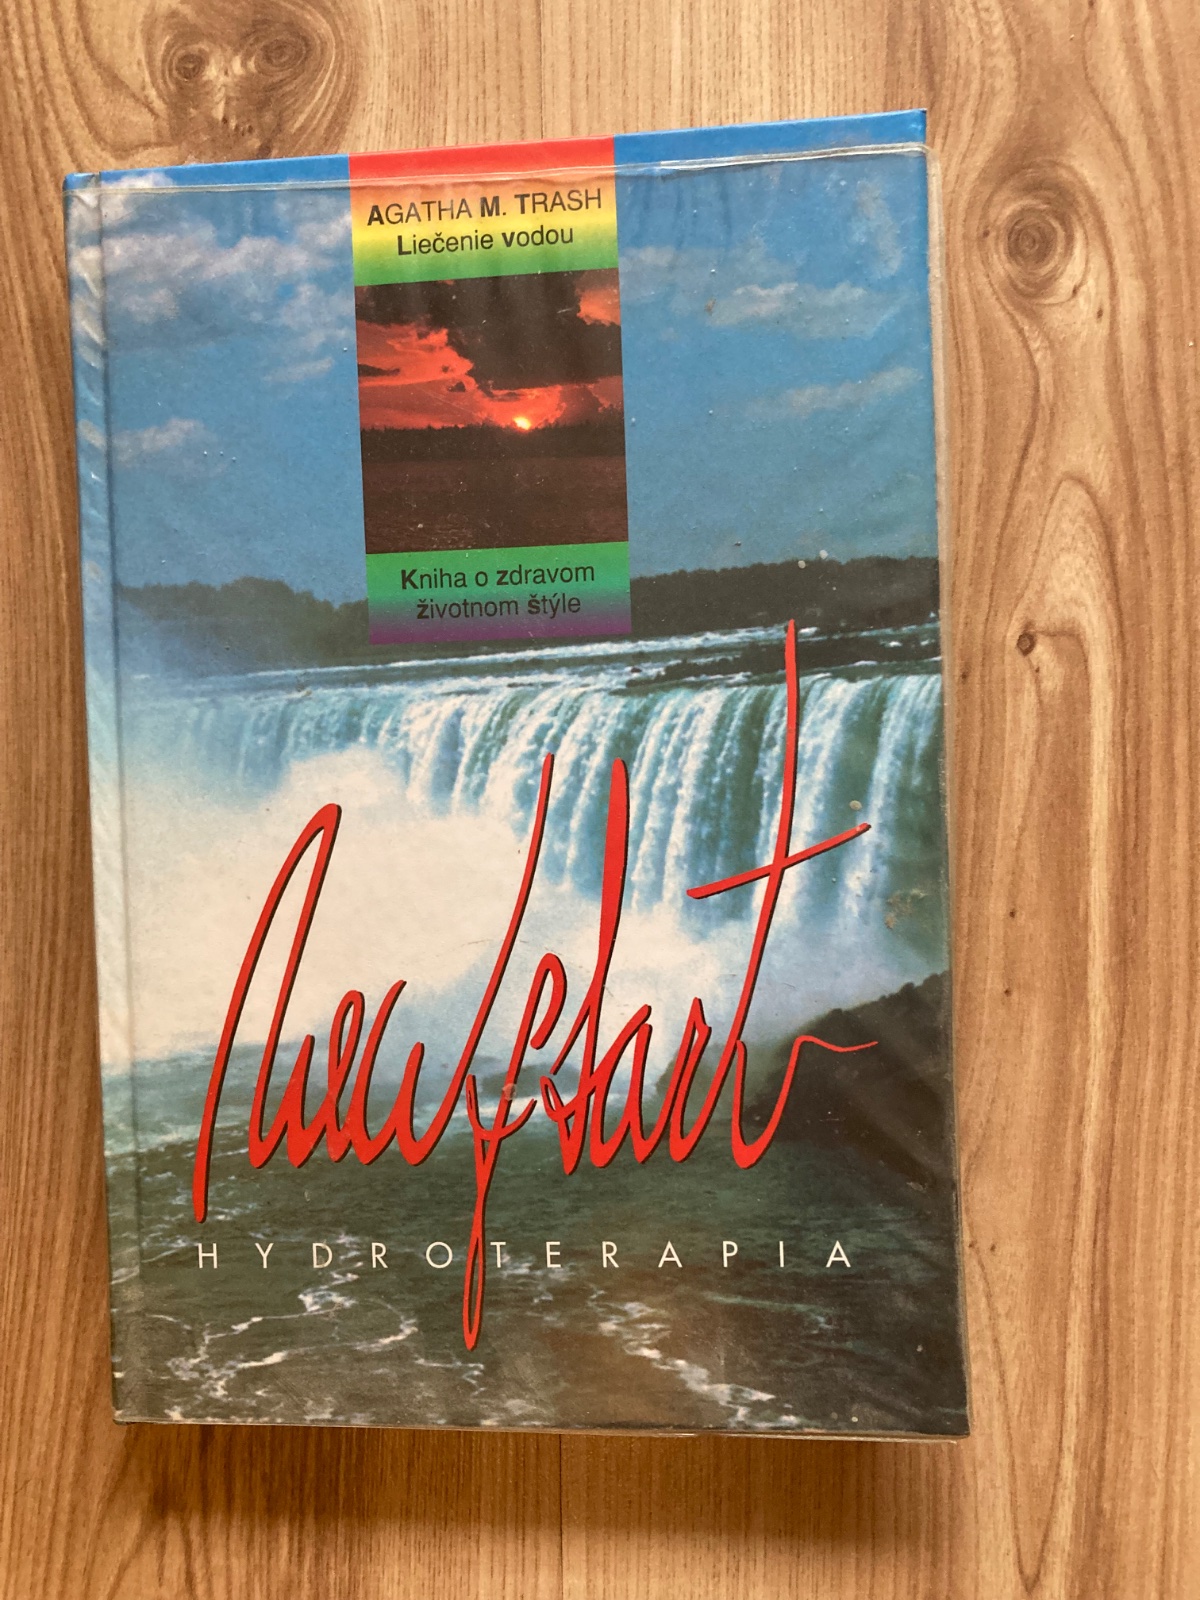 AGATHA M. TRASH
Liečenie vodou
Kniha o zdravom
životnom štýle
NewStart
HYDROTERAPIA